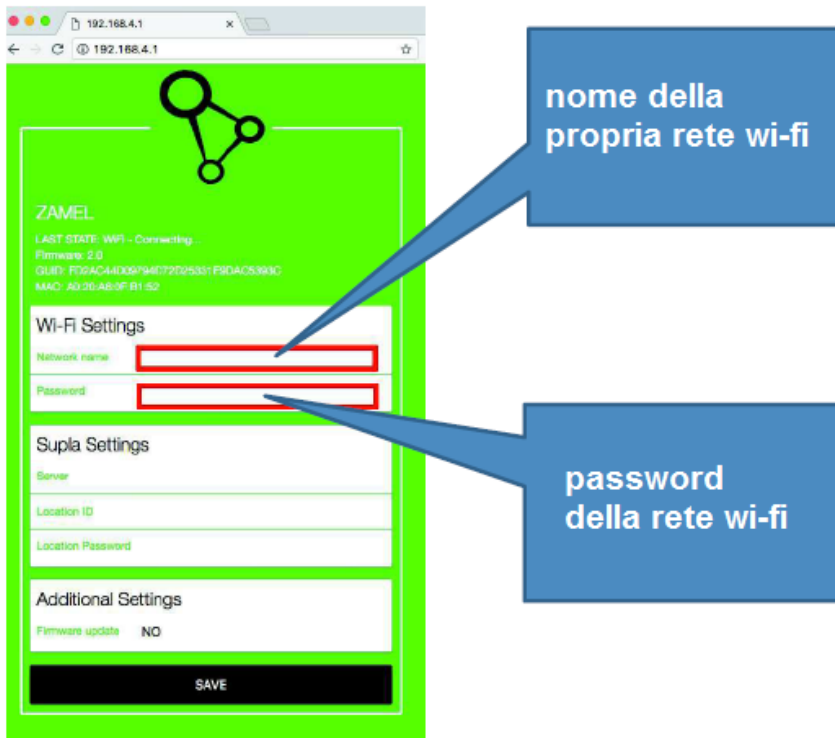 192.168.4.1
192.168.4.1
ZAMEL
LAST STATE: WiFi - Connecting...
Firmware: 2.0
GUID:
MAC: A0:20:A6:0F:B1:52
Wi-Fi Settings
Network name
Password
Supla Settings
Server
Location ID
Location Password
Additional Settings
Firmware update NO
SAVE
nome della
propria rete wi-fi
password
della rete wi-fi